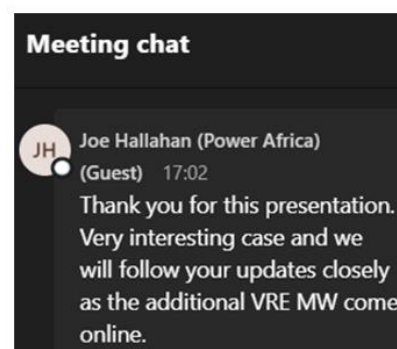 Meeting chat
JH
Joe Hallahan (Power Africa)
(Guest) 17:02
Thank you for this presentation.
Very interesting case and we
will follow your updates closely
as the additional VRE MW come
online.